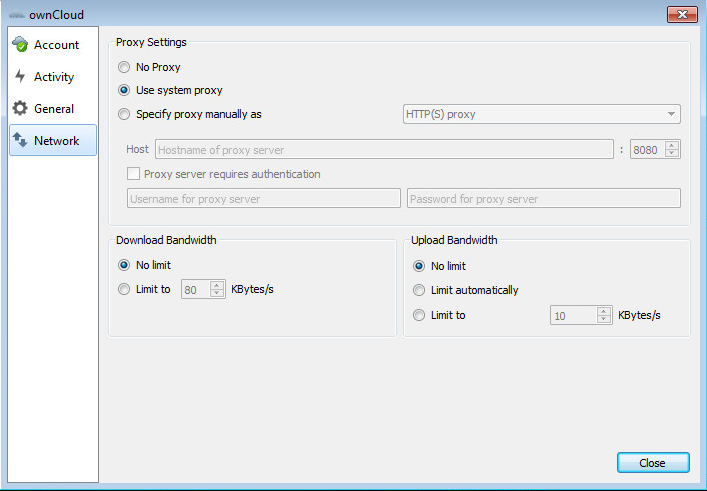 ownCloud
Account
Activity
General
Network
Proxy Settings
No Proxy
Use system proxy
Specify proxy manually as HTTP(S) proxy
Host Hostname of proxy server : 8080
Proxy server requires authentication
Username for proxy server Password for proxy server
Download Bandwidth
No limit
Limit to 80 KBytes/s
Upload Bandwidth
No limit
Limit automatically
Limit to 10 KBytes/s
Close